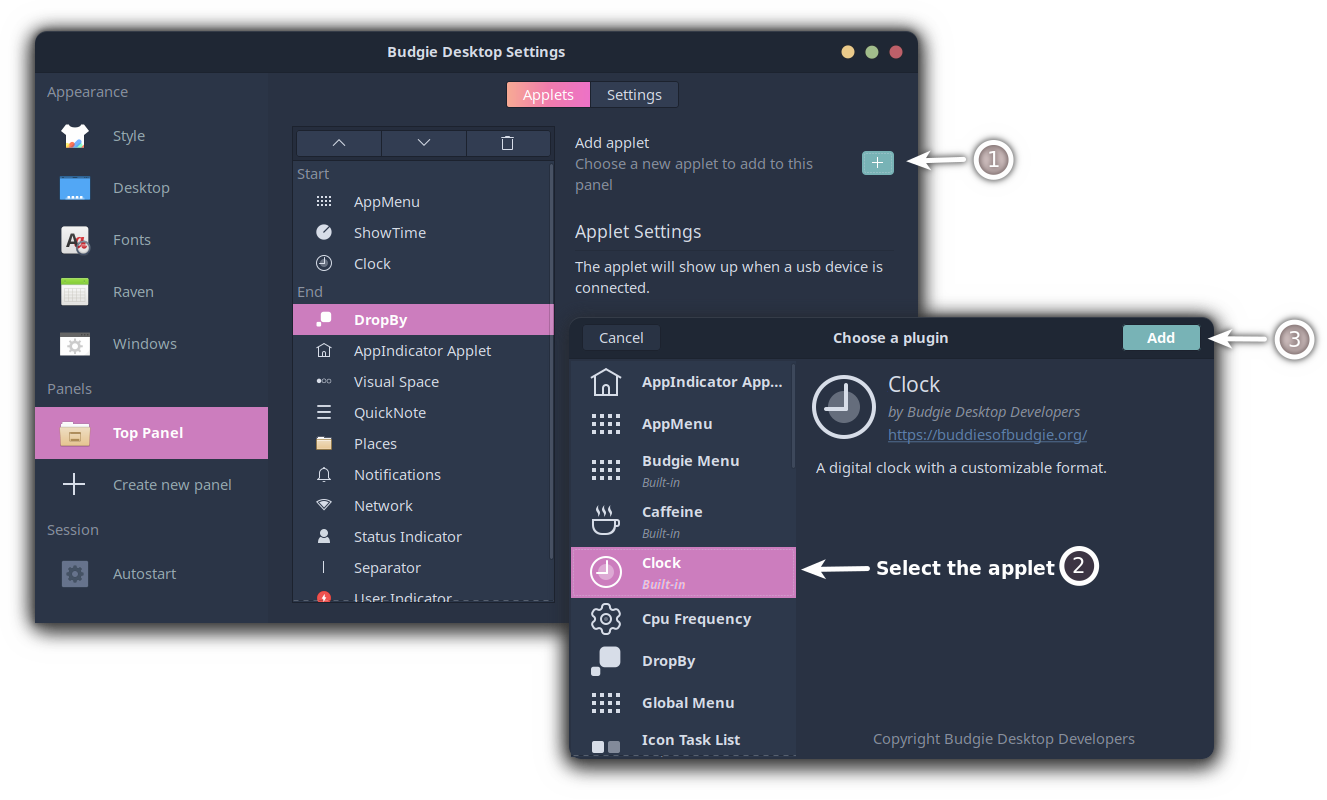 Budgie Desktop Settings
Appearance
Style
Desktop
Fonts
Raven
Windows
Panels
Top Panel
Create new panel
Session
Autostart
Applets
Settings
Start
AppMenu
ShowTime
Clock
End
DropBy
AppIndicator Applet
Visual Space
QuickNote
Places
Notifications
Network
Status Indicator
Separator
User Indicator
Add applet
Choose a new applet to add to this
panel
1
Applet Settings
The applet will show up when a usb device is
connected.
Cancel
Choose a plugin
Add
3
AppIndicator App...
AppMenu
Budgie Menu
Built-in
Caffeine
Built-in
Clock
Built-in
Cpu Frequency
DropBy
Global Menu
Icon Task List
Clock
by Budgie Desktop Developers
https://buddiesofbudgie.org/
A digital clock with a customizable format.
Select the applet 2
Copyright Budgie Desktop Developers